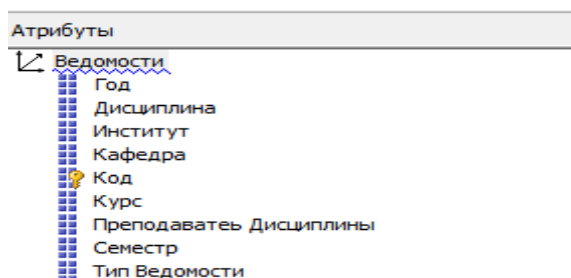 Атрибуты
Ведомости
Год
Дисциплина
Институт
Кафедра
Код
Курс
Преподаватеь Дисциплины
Семестр
Тип Ведомости